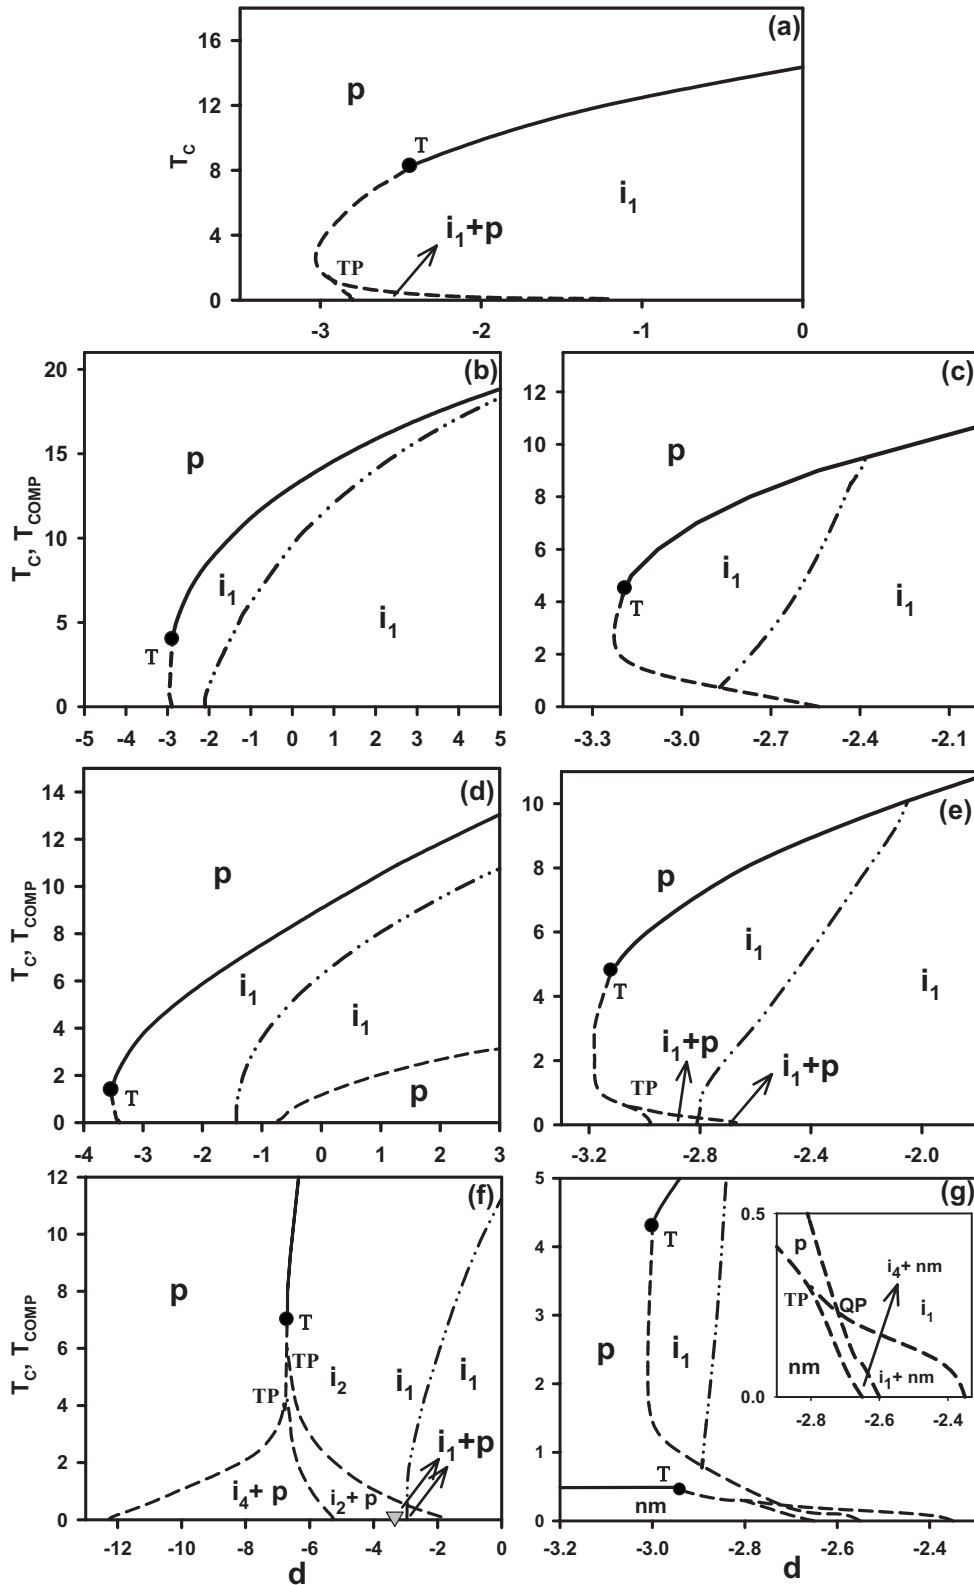 (a)
16
12
8
4
0
T_C
p
T
i_1
i_1+p
TP
-3
-2
-1
0
(b)
20
15
10
5
0
T_C, T_COMP
p
i_1
i_1
T
-5
-4
-3
-2
-1
0
1
2
3
4
5
(c)
12
10
8
6
4
2
0
p
i_1
i_1
T
-3.3
-3.0
-2.7
-2.4
-2.1
(d)
14
12
10
8
6
4
2
0
T_C, T_COMP
p
i_1
i_1
T
p
-4
-3
-2
-1
0
1
2
3
(e)
10
8
6
4
2
0
p
i_1
i_1
T
i_1+p
i_1+p
TP
-3.2
-2.8
-2.4
-2.0
(f)
12
10
8
6
4
2
0
T_C, T_COMP
p
T
TP
TP
i_2
i_1
i_1
i_1+p
i_4+p
i_2+p
-12
-10
-8
-6
-4
-2
0
d
(g)
5
4
3
2
1
0
T
p
i_1
T
nm
0.5
p
i_4+ nm
TP
QP
i_1
nm
i_1+ nm
0.0
-2.8
-2.6
-2.4
-3.2
-3.0
-2.8
-2.6
-2.4
d